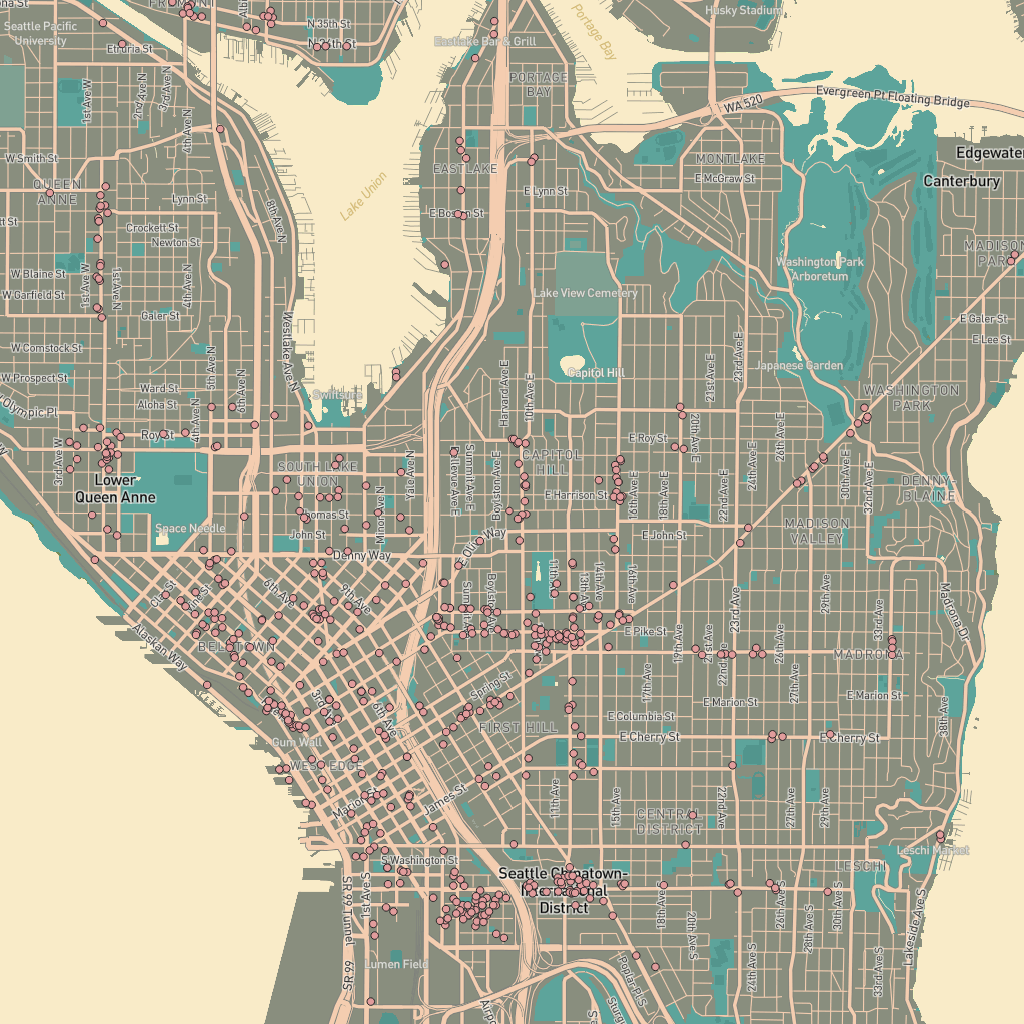 FREMONT
N 35th St
N 34th St
Seattle Pacific
University
Etruria St
1st Ave W
2nd Ave N
3rd Ave N
4th Ave N
W Smith St
QUEEN
ANNE
Lynn St
8th Ave N
Crockett St
Newton St
W Blaine St
W Garfield St
1st Ave W
1st Ave N
4th Ave N
Galer St
W Comstock St
W Prospect St
Ward St
Aloha St
5th Ave N
6th Ave N
Westlake Ave N
Olympic Pl
Roy St
4th Ave N
3rd Ave W
Lower
Queen Anne
Space Needle
Lake Union
Swiftsure
SOUTH LAKE
UNION
Thomas St
John St
Minor Ave N
Yale Ave N
Denny Way
Eastlake Bar & Grill
Portage Bay
PORTAGE
BAY
Husky Stadium
EASTLAKE
E Boston St
E Lynn St
WA 520
Evergreen Pt Floating Bridge
MONTLAKE
E McGraw St
Edgewater
Canterbury
MADISON
PARK
Washington Park
Arboretum
Lake View Cemetery
E Galer St
E Lee St
Harvard Ave E
10th Ave E
Capitol Hill
21st Ave E
23rd Ave E
Japanese Garden
WASHINGTON
PARK
CAPITOL
HILL
E Roy St
20th Ave E
Bellevue Ave E
Summit Ave E
Boylston Ave E
E Harrison St
16th Ave E
18th Ave E
22nd Ave E
24th Ave E
26th Ave E
30th Ave E
32nd Ave E
DENNY-
BLAINE
E Olive Way
E John St
MADISON
VALLEY
6th Ave
9th Ave
11th Ave
13th Ave
14th Ave
16th Ave
BELLTOWN
Alaskan Way
E Pike St
19th Ave
21st Ave
22nd Ave
23rd Ave
26th Ave
27th Ave
29th Ave
33rd Ave
Madrona Dr
MADRONA
Spring St
17th Ave
3rd Ave
6th Ave
E Marion St
E Marion St
38th Ave
FIRST HILL
E Columbia St
E Cherry St
E Cherry St
Gum Wall
WEST EDGE
Marion St
James St
11th Ave
15th Ave
22nd Ave
27th Ave
29th Ave
CENTRAL
DISTRICT
Leschi Market
LESCHI
S Washington St
Seattle Chinatown-
International
District
SR 99 Tunnel
1st Ave S
18th Ave S
20th Ave S
26th Ave S
28th Ave S
30th Ave S
Lakeside Ave S
Lumen Field
SR 99
Poplar Pl S
24th Ave S
33rd Ave S